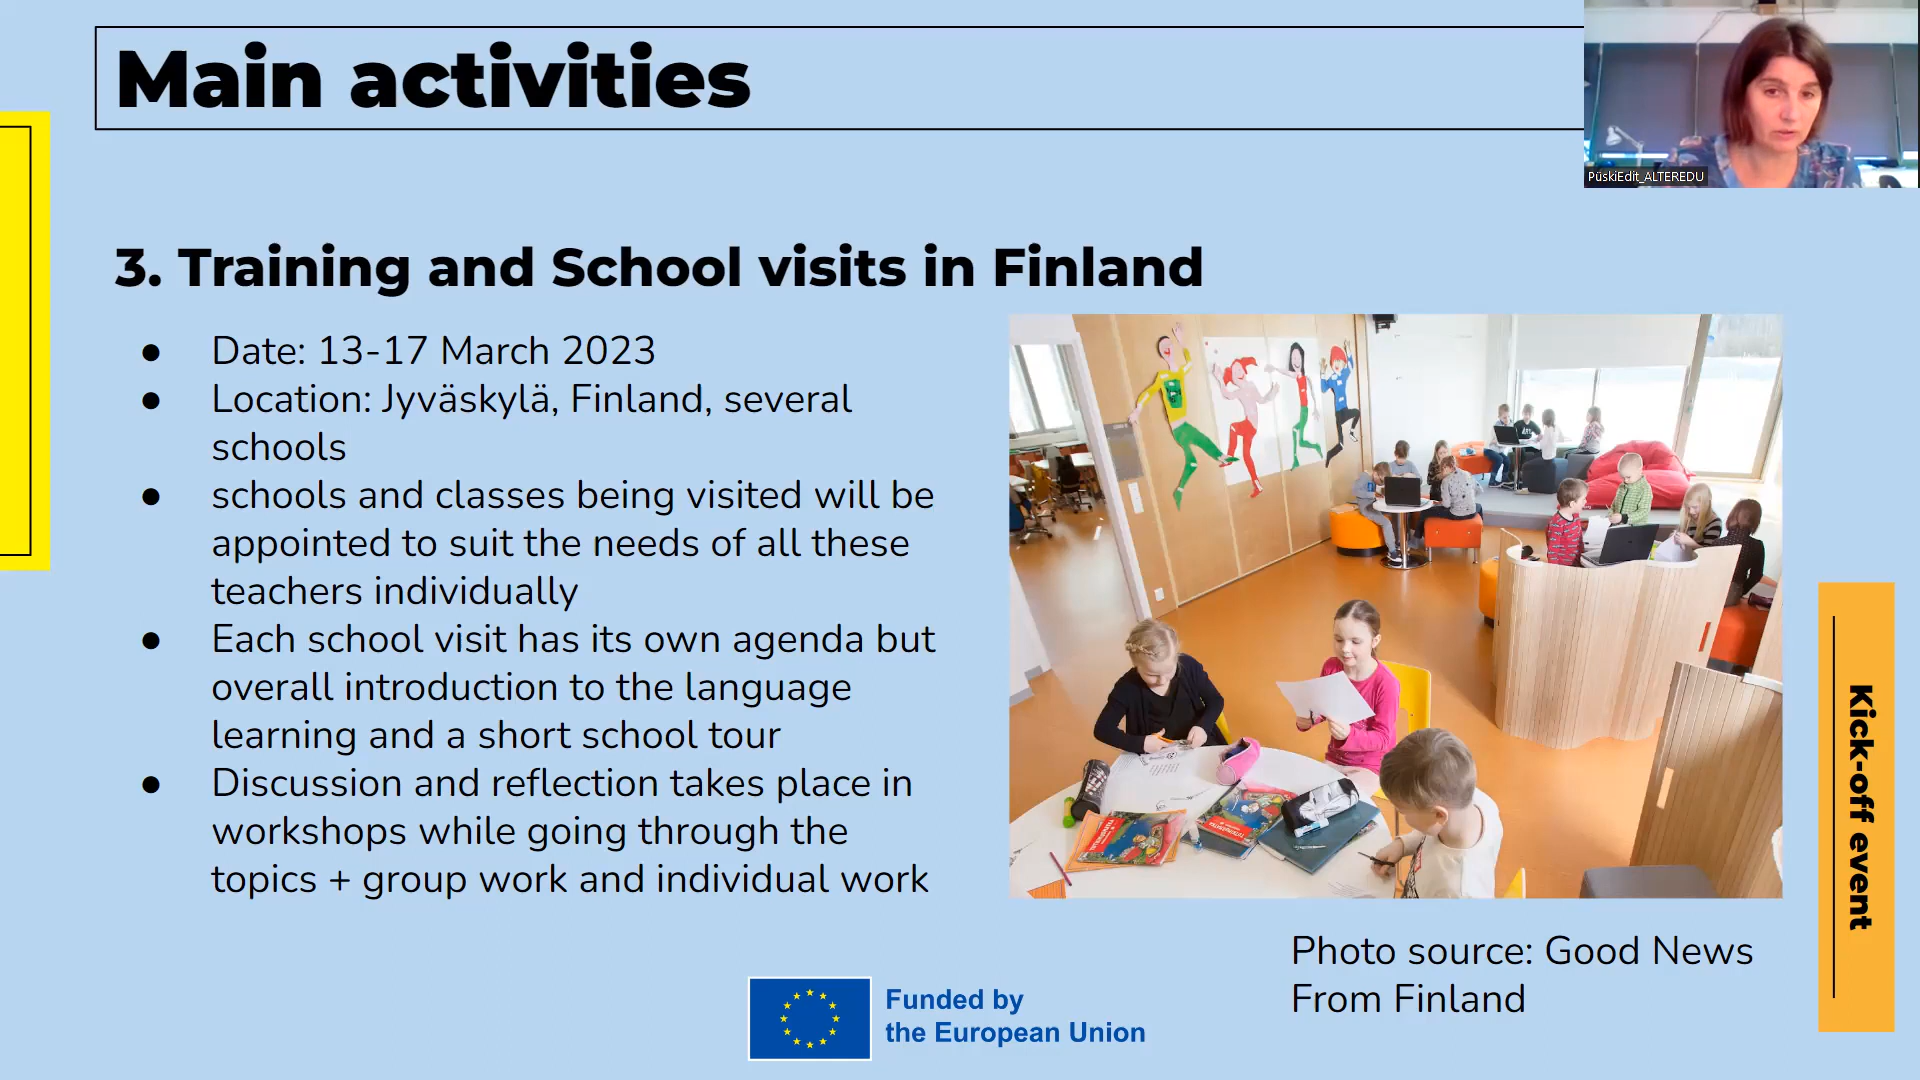 Main activities
PüskiEdit_ALTEREDU
3. Training and School visits in Finland
● Date: 13-17 March 2023
● Location: Jyväskylä, Finland, several
schools
● schools and classes being visited will be
appointed to suit the needs of all these
teachers individually
● Each school visit has its own agenda but
overall introduction to the language
learning and a short school tour
● Discussion and reflection takes place in
workshops while going through the
topics + group work and individual work
Kick-off event
Photo source: Good News
From Finland
Funded by
the European Union